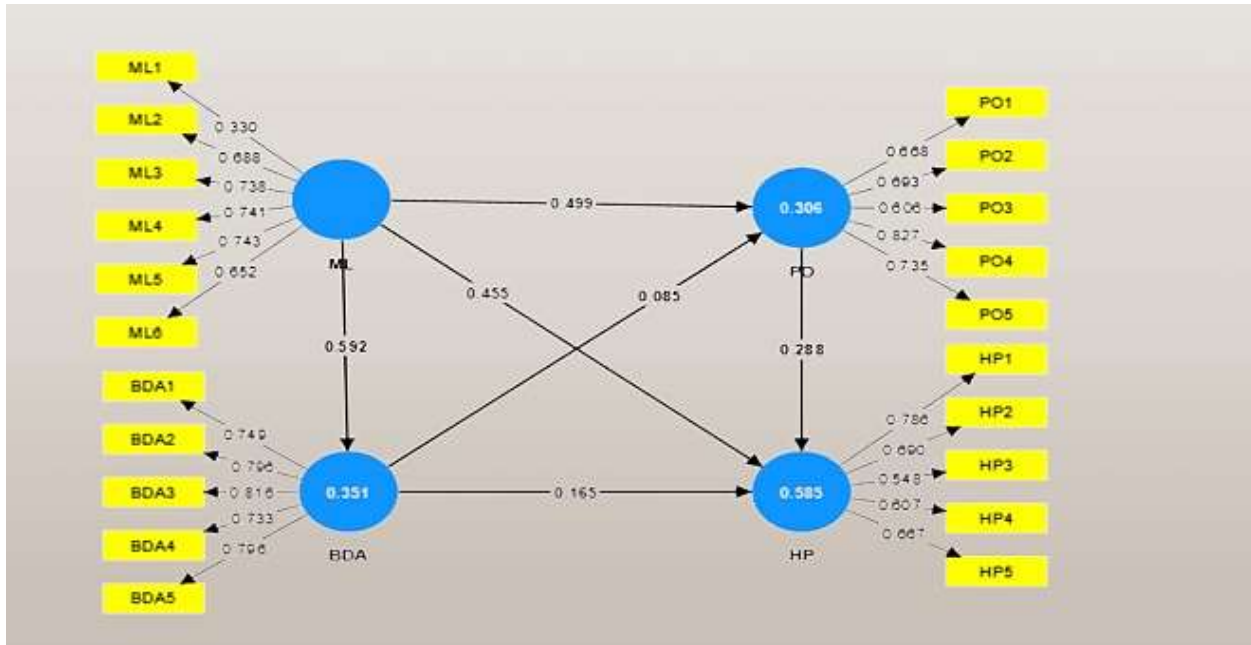 ML1
ML2
ML3
ML4
ML5
ML6
0.330
0.688
0.738
0.741
0.743
0.652
ML
BDA1
BDA2
BDA3
BDA4
BDA5
0.749
0.796
0.816
0.733
0.796
0.351
BDA
0.499
0.455
0.085
0.592
0.288
0.165
0.306
PO
0.668
0.693
0.606
0.827
0.735
PO1
PO2
PO3
PO4
PO5
0.585
HP
0.786
0.690
0.548
0.607
0.667
HP1
HP2
HP3
HP4
HP5